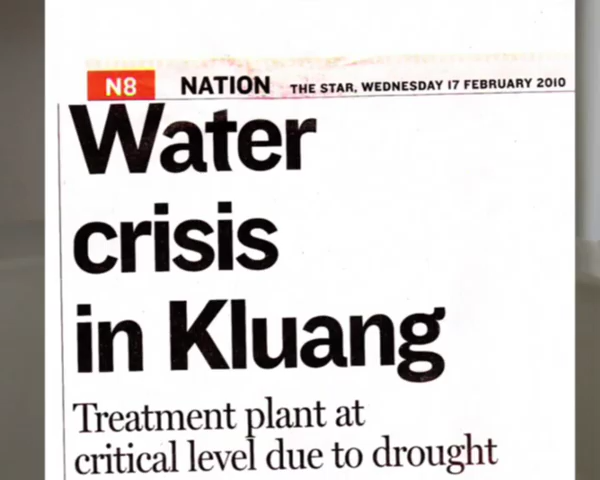 N8 NATION THE STAR, WEDNESDAY 17 FEBRUARY 2010
Water
crisis
in Kluang
Treatment plant at
critical level due to drought